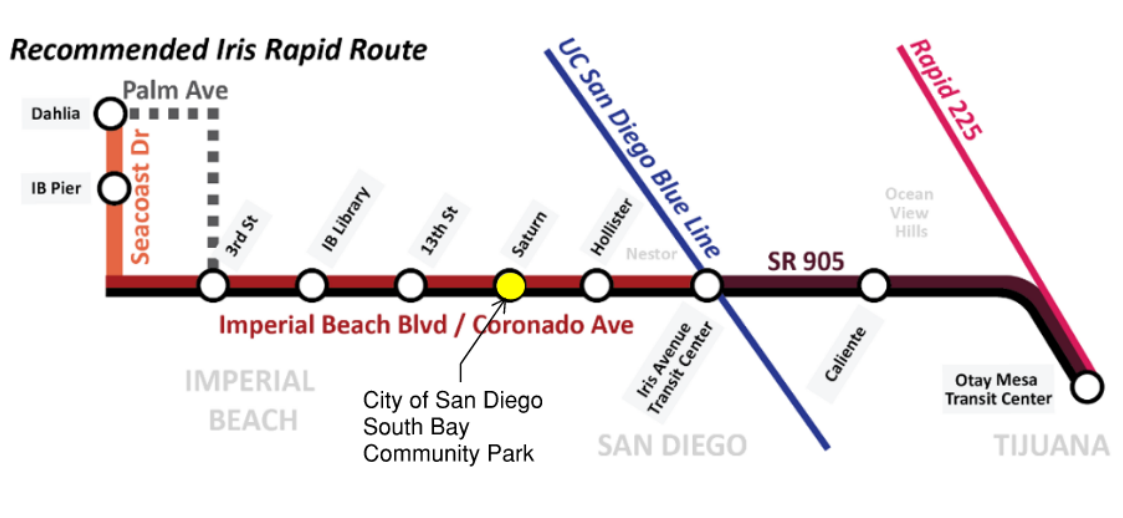 Recommended Iris Rapid Route
Palm Ave
Dahlia
IB Pier
Seacoast Dr
3rd St
IB Library
13th St
Saturn
Hollister
Nestor
UC San Diego Blue Line
SR 905
Ocean
View
Hills
Rapid 225
Imperial Beach Blvd / Coronado Ave
Iris Avenue
Transit Center
Caliente
Otay Mesa
Transit Center
IMPERIAL
BEACH
City of San Diego
South Bay
Community Park
SAN DIEGO
TIJUANA